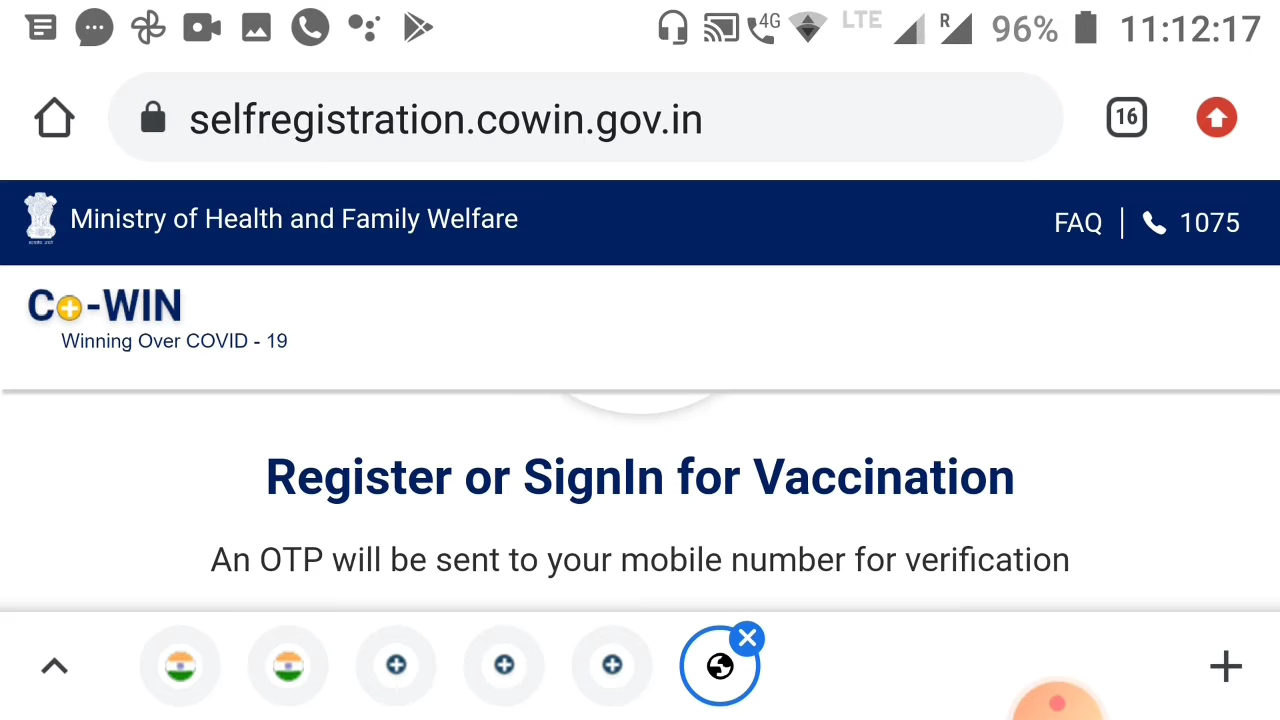 4G LTE R 96% 11:12:17
selfregistration.cowin.gov.in 16
Ministry of Health and Family Welfare FAQ 1075
Co-WIN
Winning Over COVID - 19
Register or SignIn for Vaccination
An OTP will be sent to your mobile number for verification